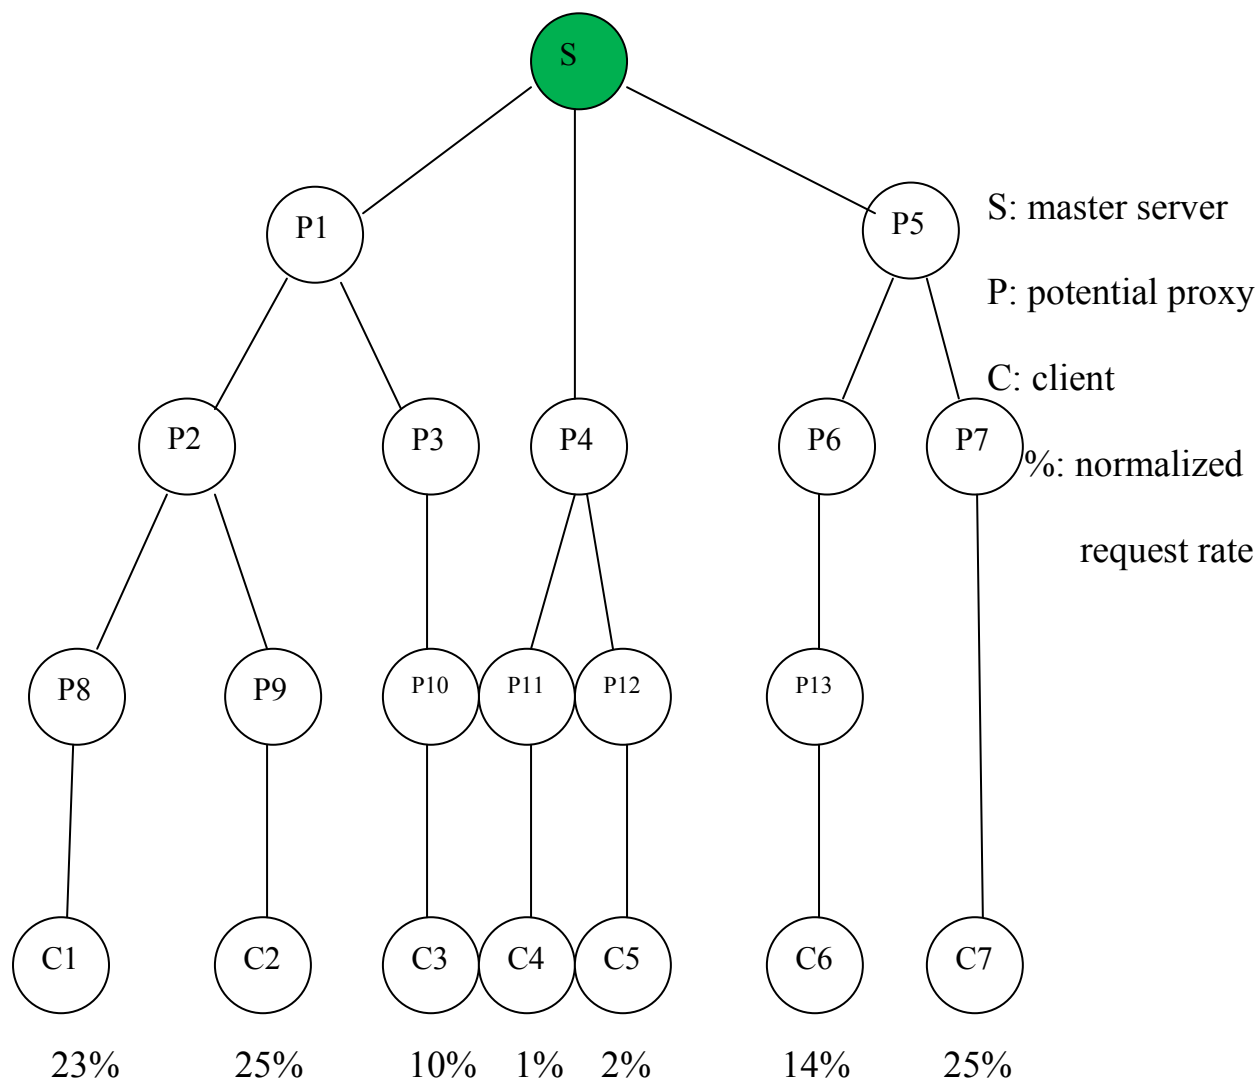 S
P1
P5
S: master server
P: potential proxy
C: client
P2
P3
P4
P6
P7
%: normalized
request rate
P8
P9
P10
P11
P12
P13
C1
C2
C3
C4
C5
C6
C7
23%
25%
10%
1%
2%
14%
25%